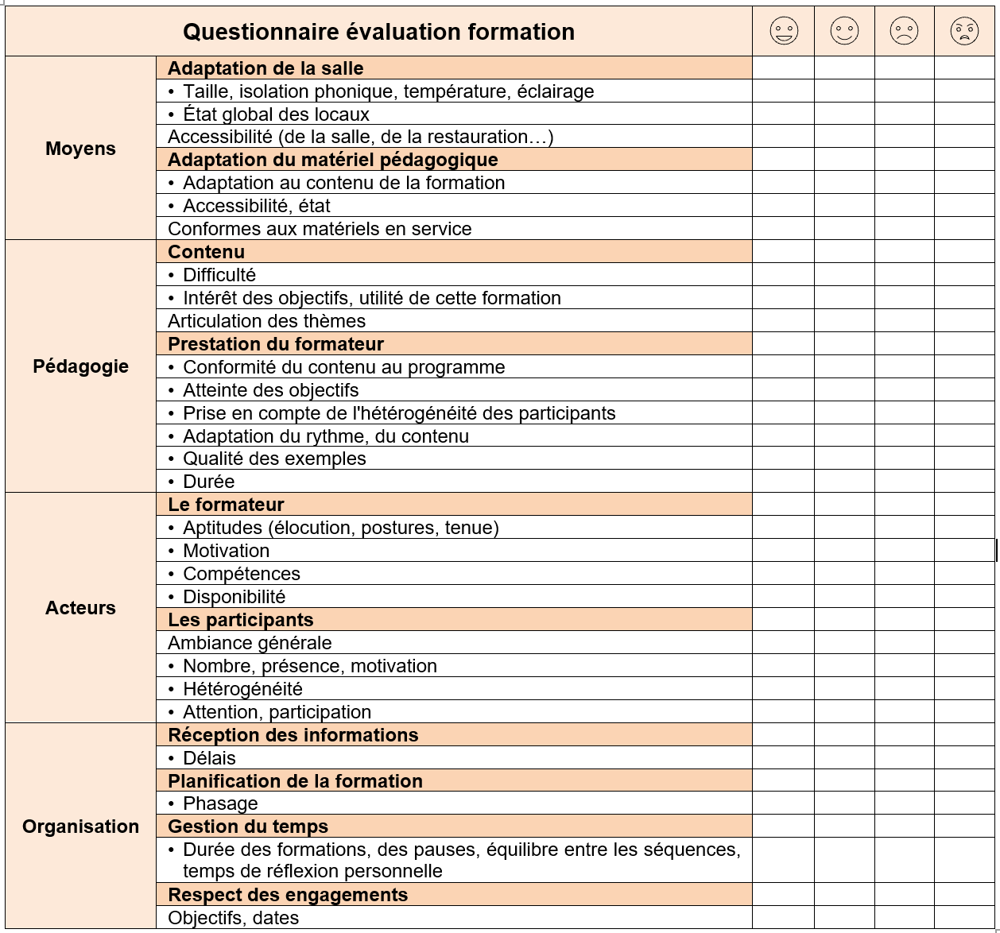 Questionnaire évaluation formation
Moyens
Adaptation de la salle
• Taille, isolation phonique, température, éclairage
• État global des locaux
Accessibilité (de la salle, de la restauration…)
Adaptation du matériel pédagogique
• Adaptation au contenu de la formation
• Accessibilité, état
Conformes aux matériels en service
Pédagogie
Contenu
• Difficulté
• Intérêt des objectifs, utilité de cette formation
Articulation des thèmes
Prestation du formateur
• Conformité du contenu au programme
• Atteinte des objectifs
• Prise en compte de l'hétérogénéité des participants
• Adaptation du rythme, du contenu
• Qualité des exemples
• Durée
Acteurs
Le formateur
• Aptitudes (élocution, postures, tenue)
• Motivation
• Compétences
• Disponibilité
Les participants
Ambiance générale
• Nombre, présence, motivation
• Hétérogénéité
• Attention, participation
Organisation
Réception des informations
• Délais
Planification de la formation
• Phasage
Gestion du temps
• Durée des formations, des pauses, équilibre entre les séquences,
temps de réflexion personnelle
Respect des engagements
Objectifs, dates